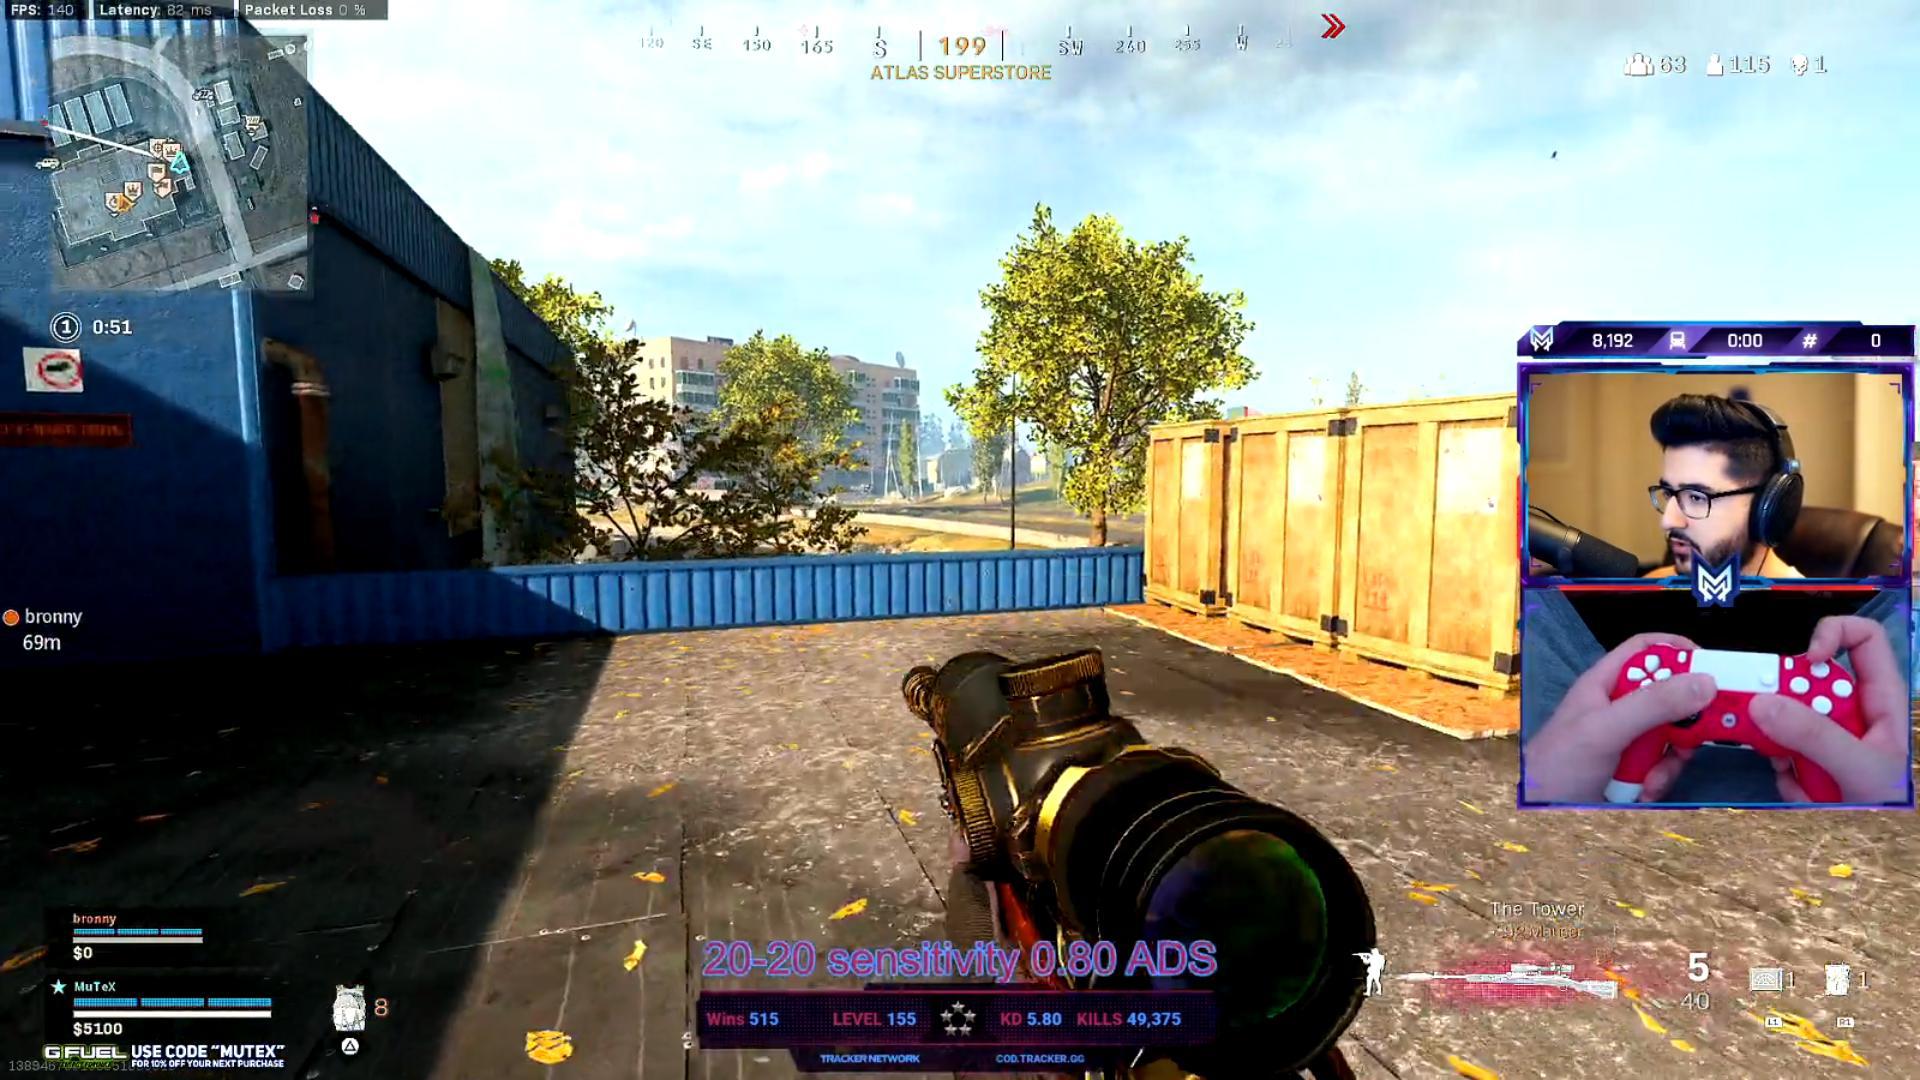 FPS: 140 Latency: 82 ms Packet Loss 0 %
120 SE 150 165 S 199 SW 240 255 W
ATLAS SUPERSTORE
63 115 1
1 0:51
8,192 0:00 # 0
bronny
69m
bronny
$0
MuTeX
$5100
8
G FUEL USE CODE "MUTEX"
FOR 10% OFF YOUR NEXT PURCHASE
20-20 sensitivity 0.80 ADS
Wins 515 LEVEL 155 KD 5.80 KILLS 49,375
TRACKER NETWORK COD.TRACKER.GG
The Tower
5
40
1 1
L1 R1